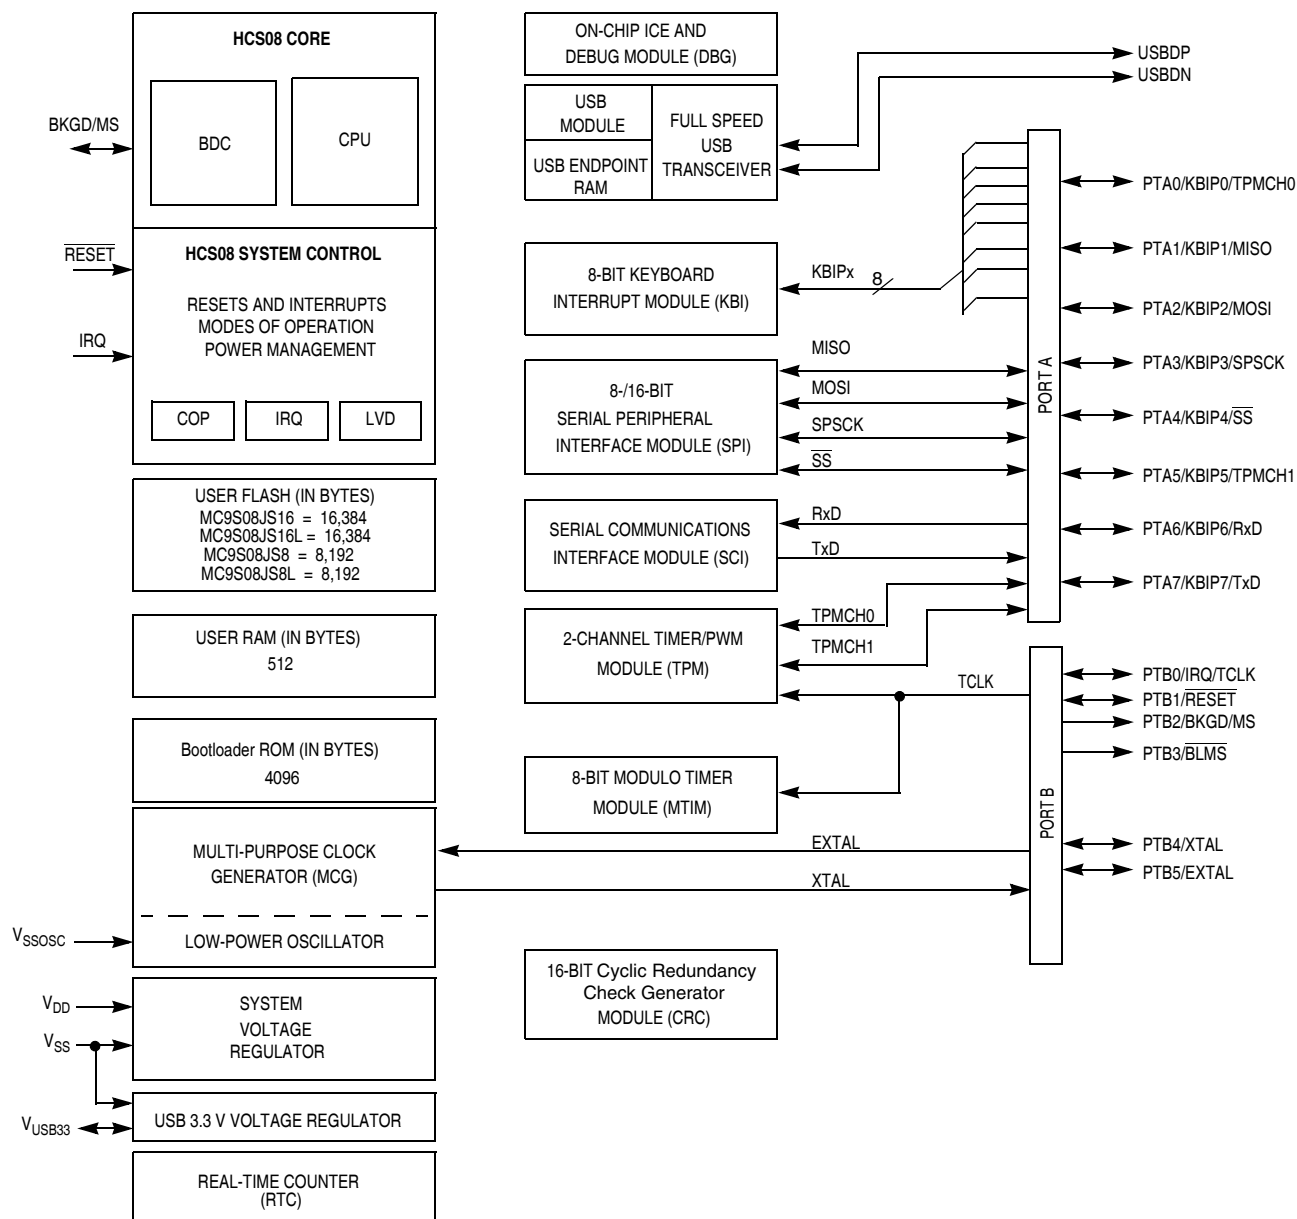 HCS08 CORE
BDC
CPU
BKGD/MS
RESET
HCS08 SYSTEM CONTROL
RESETS AND INTERRUPTS
MODES OF OPERATION
POWER MANAGEMENT
IRQ
COP
IRQ
LVD
USER FLASH (IN BYTES)
MC9S08JS16 = 16,384
MC9S08JS16L = 16,384
MC9S08JS8 = 8,192
MC9S08JS8L = 8,192
USER RAM (IN BYTES)
512
Bootloader ROM (IN BYTES)
4096
MULTI-PURPOSE CLOCK
GENERATOR (MCG)
LOW-POWER OSCILLATOR
VSSOSC
VDD
VSS
SYSTEM
VOLTAGE
REGULATOR
VUSB33
USB 3.3 V VOLTAGE REGULATOR
REAL-TIME COUNTER
(RTC)
ON-CHIP ICE AND
DEBUG MODULE (DBG)
USB
MODULE
USB ENDPOINT
RAM
FULL SPEED
USB
TRANSCEIVER
8-BIT KEYBOARD
INTERRUPT MODULE (KBI)
KBIPx
8
8-/16-BIT
SERIAL PERIPHERAL
INTERFACE MODULE (SPI)
MISO
MOSI
SPSCK
SS
SERIAL COMMUNICATIONS
INTERFACE MODULE (SCI)
RxD
TxD
2-CHANNEL TIMER/PWM
MODULE (TPM)
TPMCH0
TPMCH1
TCLK
8-BIT MODULO TIMER
MODULE (MTIM)
EXTAL
XTAL
16-BIT Cyclic Redundancy
Check Generator
MODULE (CRC)
USBDP
USBDN
PORT A
PTA0/KBIP0/TPMCH0
PTA1/KBIP1/MISO
PTA2/KBIP2/MOSI
PTA3/KBIP3/SPSCK
PTA4/KBIP4/SS
PTA5/KBIP5/TPMCH1
PTA6/KBIP6/RxD
PTA7/KBIP7/TxD
PORT B
PTB0/IRQ/TCLK
PTB1/RESET
PTB2/BKGD/MS
PTB3/BLMS
PTB4/XTAL
PTB5/EXTAL